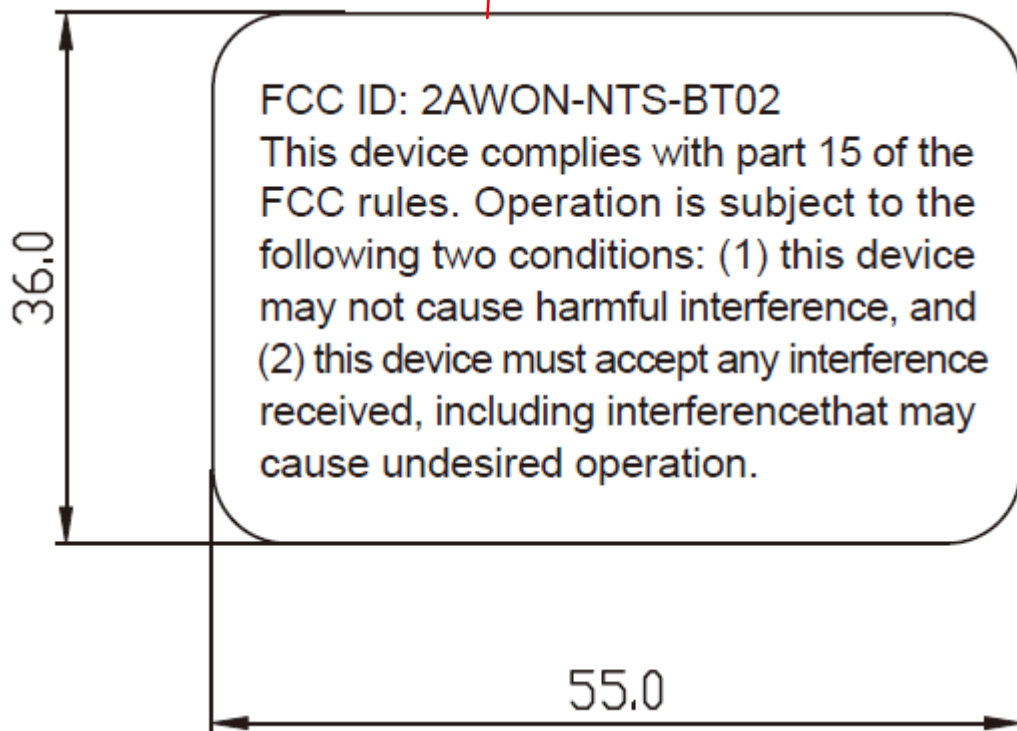 FCC ID: 2AWON-NTS-BT02
This device complies with part 15 of the
FCC rules. Operation is subject to the
following two conditions: (1) this device
may not cause harmful interference, and
(2) this device must accept any interference
received, including interferencethat may
cause undesired operation.
36.0
55.0